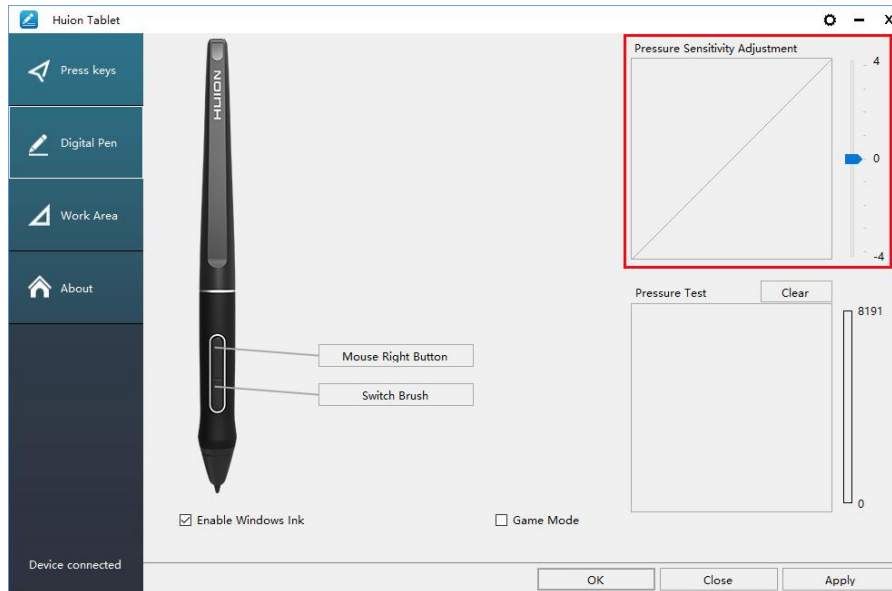 Huion Tablet
Press keys
Digital Pen
Work Area
About
Device connected
HUION
Mouse Right Button
Switch Brush
Enable Windows Ink
Game Mode
Pressure Sensitivity Adjustment
4
0
-4
Pressure Test
Clear
8191
0
OK
Close
Apply